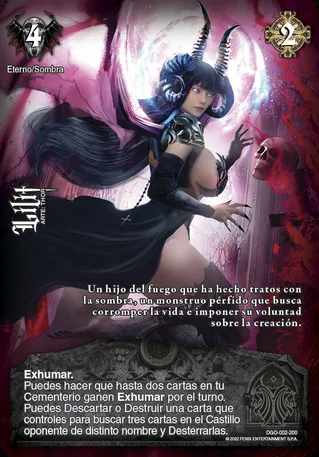 4
2
Eterno/Sombra
Lilit
ARTE: THOR
Un hijo del fuego que ha hecho tratos con
la sombra, un monstruo pérfido que busca
corromper la vida e imponer su voluntad
sobre la creación.
Exhumar.
Puedes hacer que hasta dos cartas en tu
Cementerio ganen Exhumar por el turno.
Puedes Descartar o Destruir una carta que
controles para buscar tres cartas en el Castillo
oponente de distinto nombre y Desterrarlas.
DGO-002-200
© 2022 FENIX ENTERTAINMENT S.P.A.